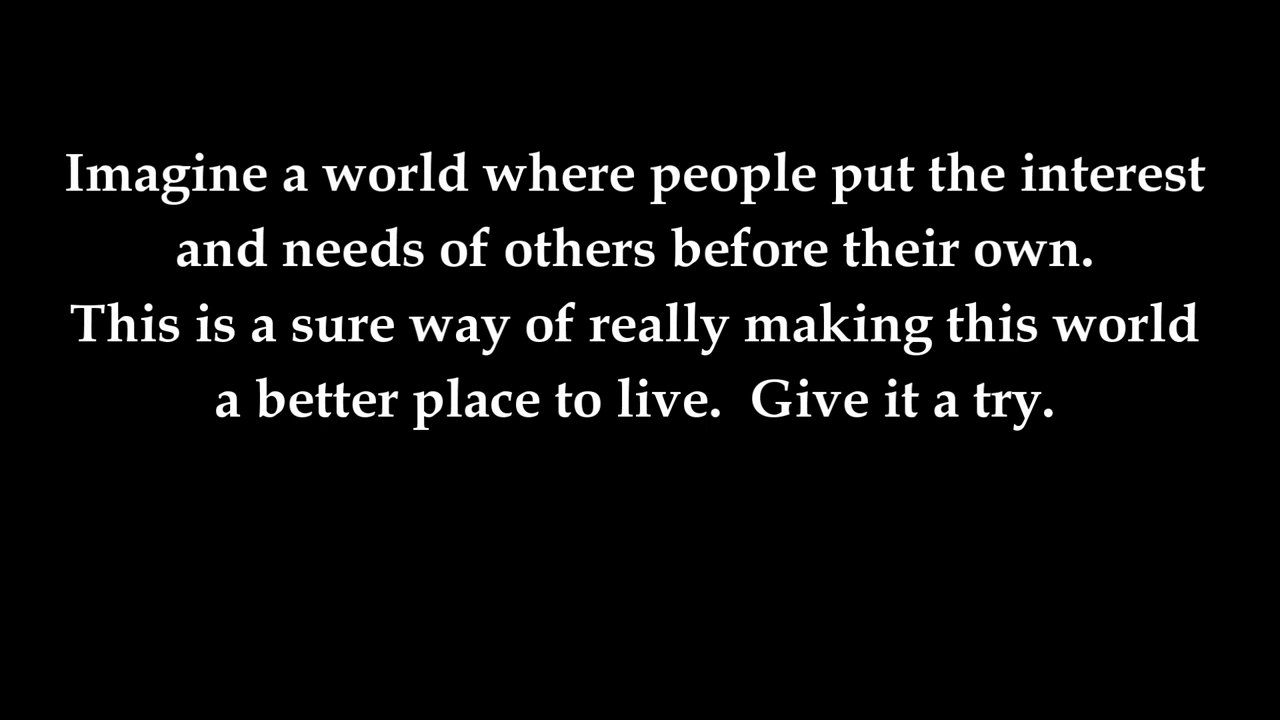 Imagine a world where people put the interest
and needs of others before their own.
This is a sure way of really making this world
a better place to live.  Give it a try.